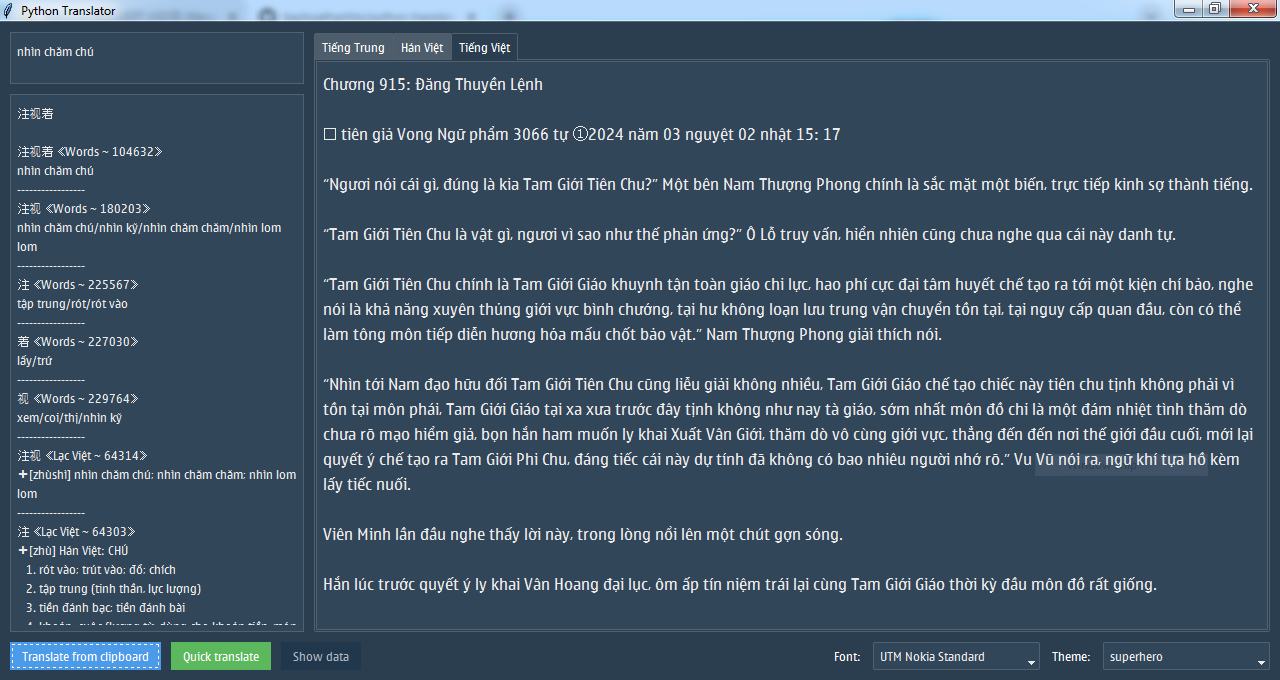 Python Translator
nhìn chăm chú
注视著
注视著《Words ~ 104632》
nhìn chăm chú
-----------------
注视《Words ~ 180203》
nhìn chăm chú/nhìn kỹ/nhìn chăm chăm/nhìn lom
lom
-----------------
注《Words ~ 225567》
tập trung/rót/rót vào
-----------------
著《Words ~ 227030》
lấy/trứ
-----------------
视《Words ~ 229764》
xem/coi/thị/nhìn kỹ
-----------------
注视《Lạc Việt ~ 64314》
✚[zhùshì] nhìn chăm chú; nhìn chăm chăm; nhìn lom
lom
-----------------
注《Lạc Việt ~ 64303》
✚[zhù] Hán Việt: CHÚ
1. rót vào; trút vào; đổ; chích
2. tập trung (tinh thần, lực lượng)
3. tiền đánh bạc; tiền đánh bài
Tiếng Trung Hán Việt Tiếng Việt
Chương 915: Đăng Thuyền Lệnh
☐ tiên giả Vong Ngữ phẩm 3066 tự ①2024 năm 03 nguyệt 02 nhật 15: 17
“Ngươi nói cái gì, đúng là kia Tam Giới Tiên Chu?” Một bên Nam Thượng Phong chính là sắc mặt một biến, trực tiếp kinh sợ thành tiếng.
“Tam Giới Tiên Chu là vật gì, ngươi vì sao như thế phản ứng?” Ô Lỗ truy vấn, hiển nhiên cũng chưa nghe qua cái này danh tự.
“Tam Giới Tiên Chu chính là Tam Giới Giáo khuynh tận toàn giáo chi lực, hao phí cực đại tâm huyết chế tạo ra tới một kiện chí bảo, nghe
nói là khả năng xuyên thủng giới vực bình chướng, tại hư không loạn lưu trung vận chuyển tồn tại, tại nguy cấp quan đầu, còn có thể
làm tông môn tiếp diễn hương hỏa mấu chốt bảo vật.” Nam Thượng Phong giải thích nói.
“Nhìn tới Nam đạo hữu đối Tam Giới Tiên Chu cũng liễu giải không nhiều, Tam Giới Giáo chế tạo chiếc này tiên chu tịnh không phải vì
tồn tại môn phái, Tam Giới Giáo tại xa xưa trước đây tịnh không như nay tà giáo, sớm nhất môn đồ chỉ là một đám nhiệt tình thăm dò
chưa rõ mạo hiểm giả, bọn hắn ham muốn ly khai Xuất Vân Giới, thăm dò vô cùng giới vực, thẳng đến đến nơi thế giới đầu cuối, mới lại
quyết ý chế tạo ra Tam Giới Phi Chu, đáng tiếc cái này dự tính đã không có bao nhiêu người nhớ rõ.” Vu Vũ nói ra, ngữ khí tựa hồ kèm
lấy tiếc nuối.
Viên Minh lần đầu nghe thấy lời này, trong lòng nổi lên một chút gợn sóng.
Hắn lúc trước quyết ý ly khai Vân Hoang đại lục, ôm ấp tín niệm trái lại cùng Tam Giới Giáo thời kỳ đầu môn đồ rất giống.
Translate from clipboard Quick translate Show data Font: UTM Nokia Standard Theme: superhero